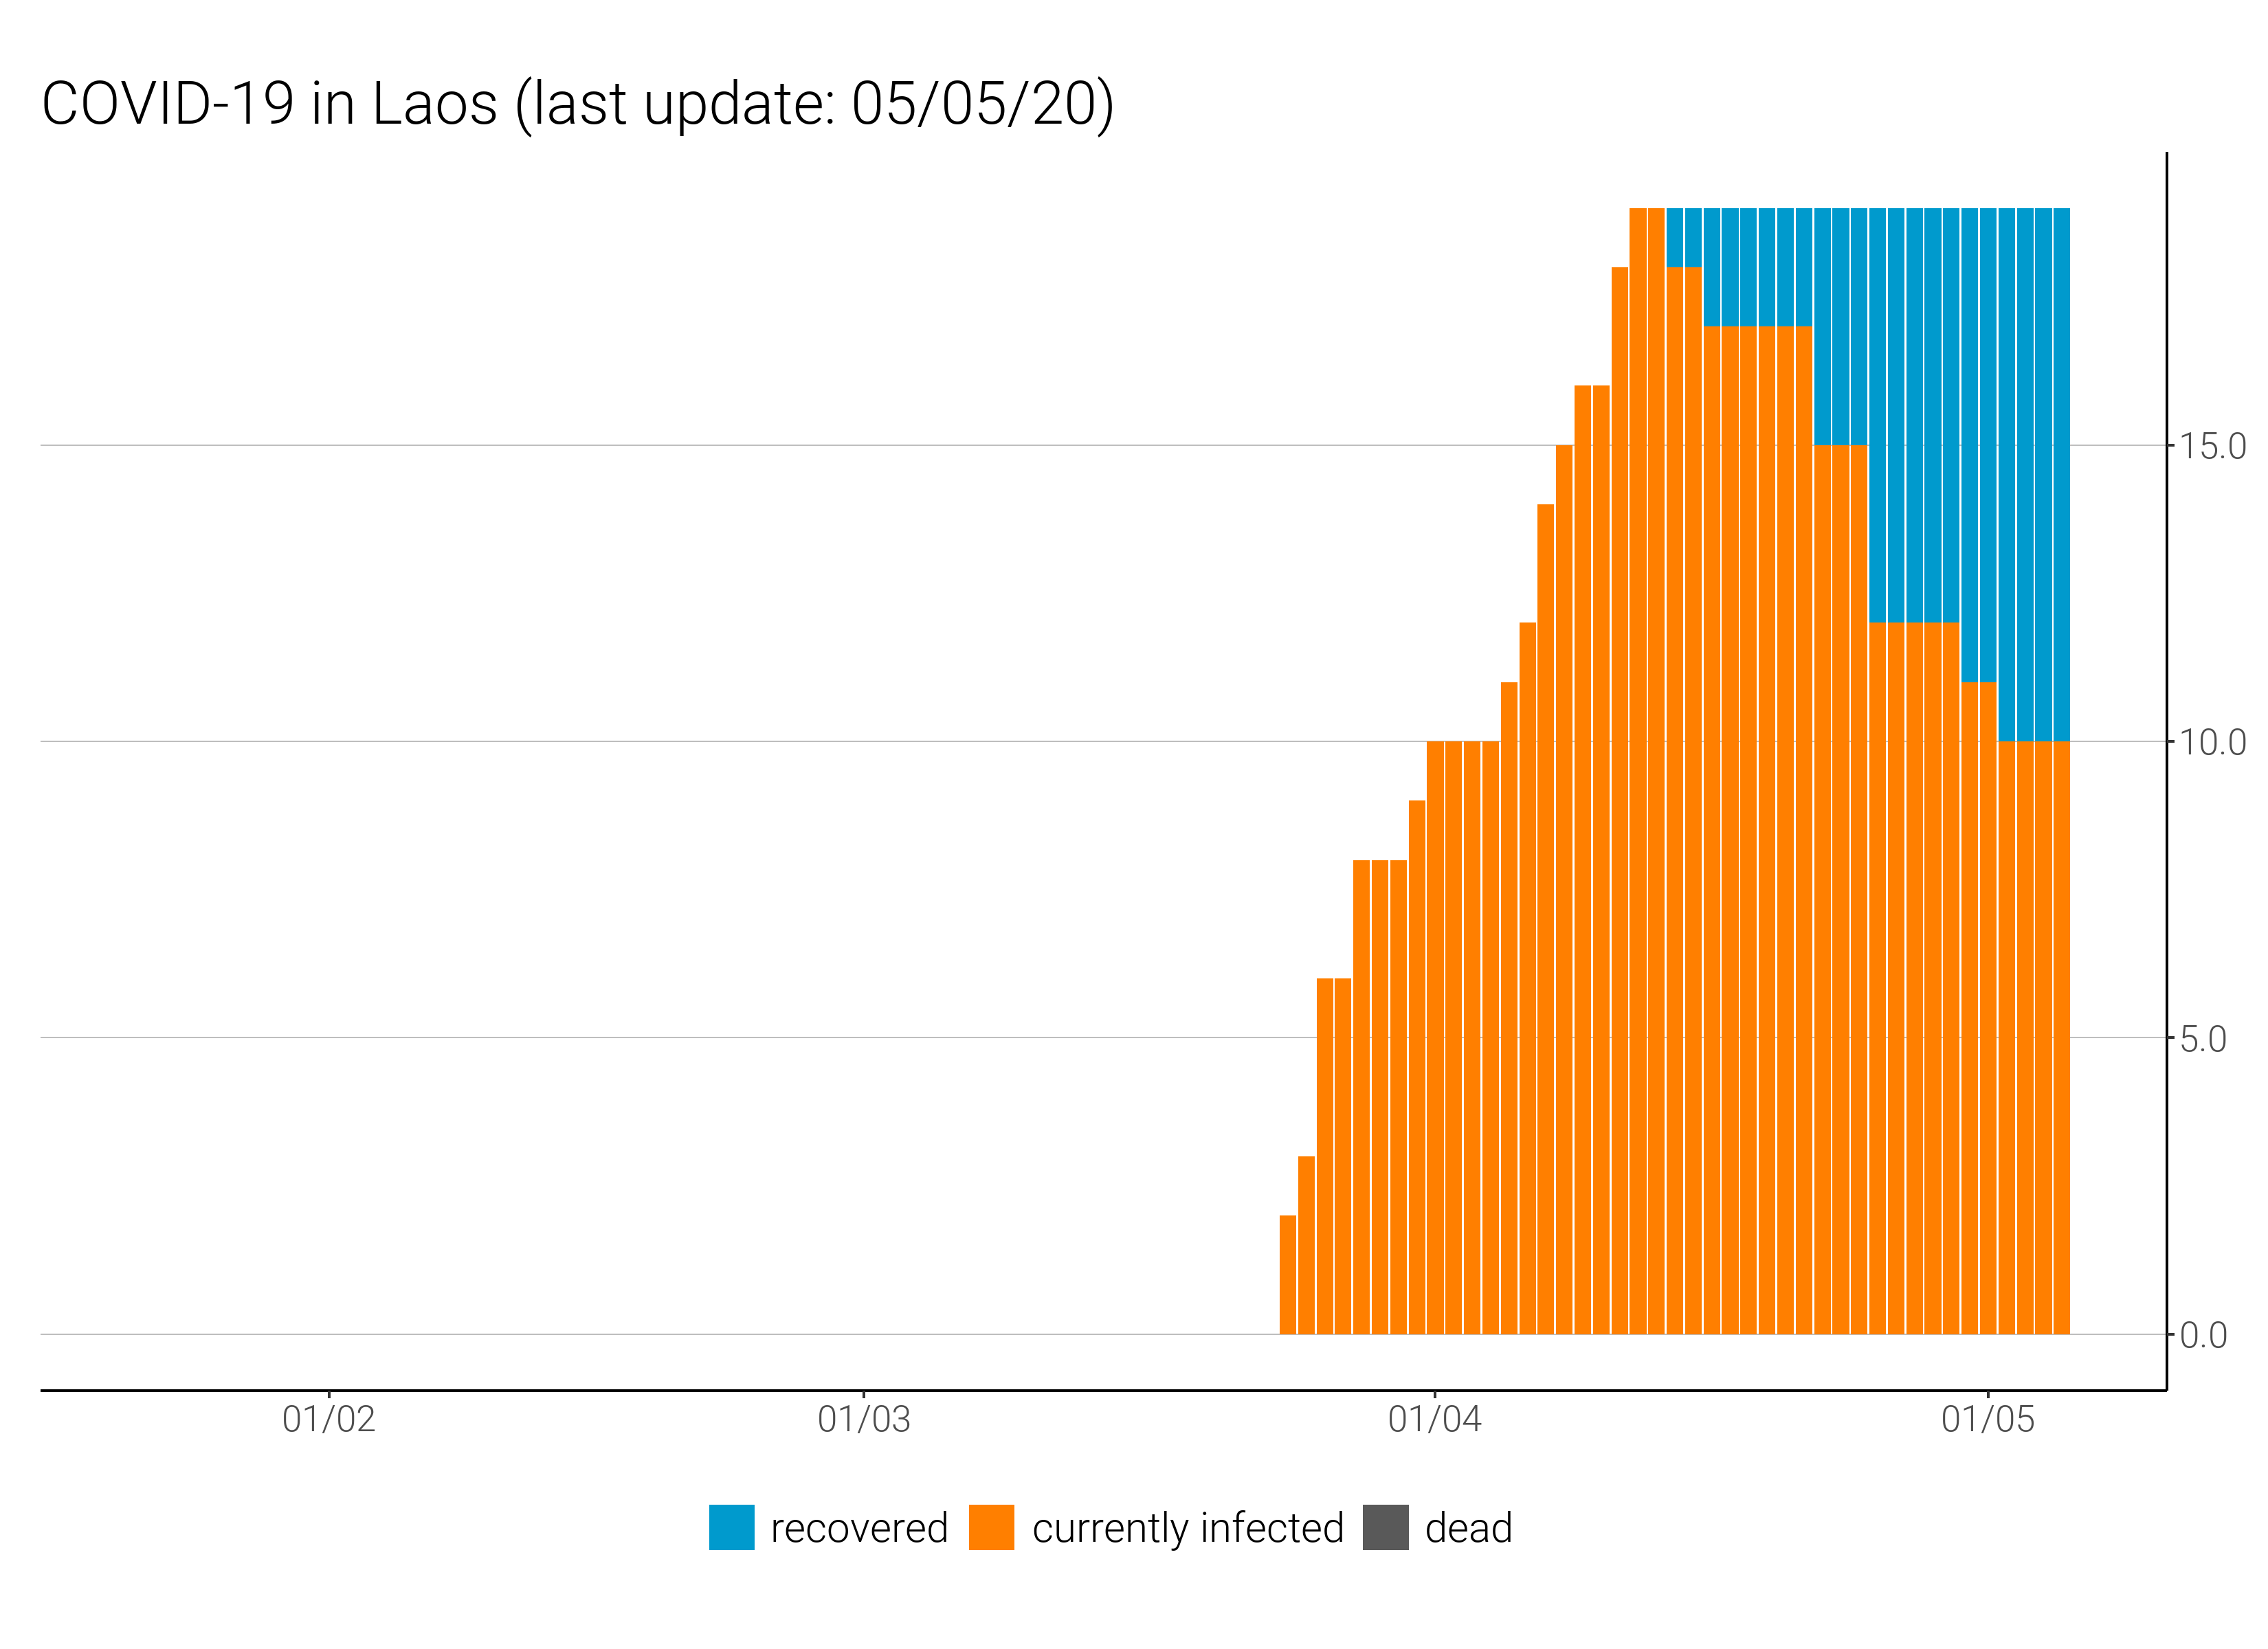 COVID-19 in Laos (last update: 05/05/20)
15.0
10.0
5.0
0.0
01/02 01/03 01/04 01/05
recovered currently infected dead